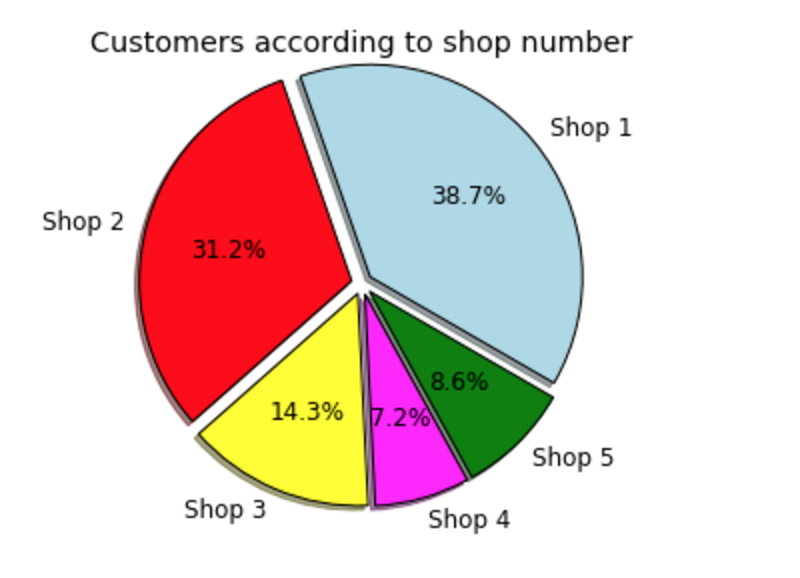 Customers according to shop number
Shop 1
38.7%
Shop 2
31.2%
14.3%
Shop 3
7.2%
Shop 4
8.6%
Shop 5